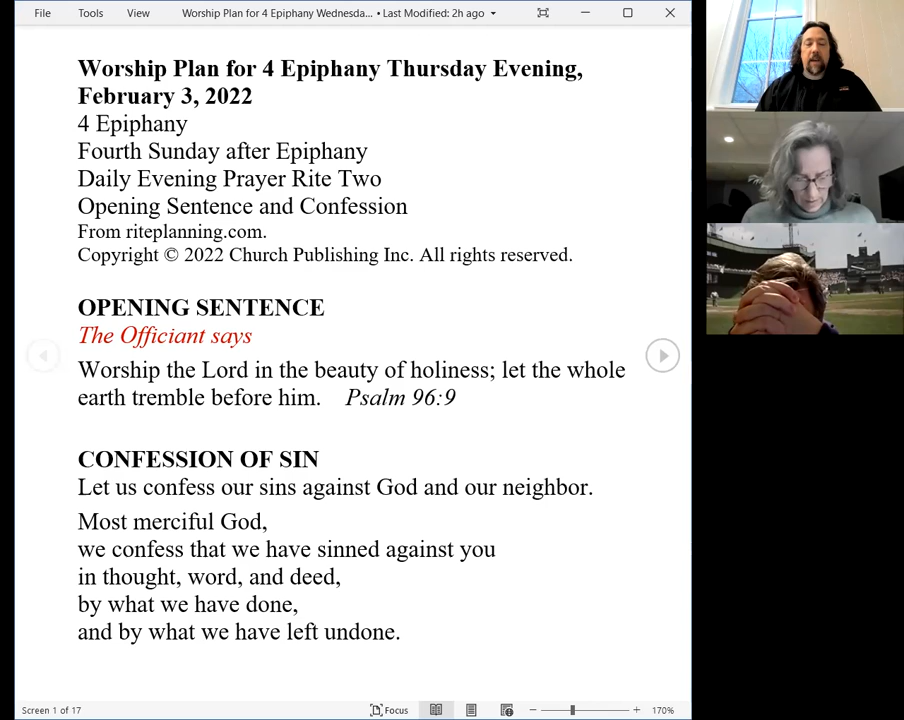 File Tools View Worship Plan for 4 Epiphany Wednesda... • Last Modified: 2h ago
Worship Plan for 4 Epiphany Thursday Evening,
February 3, 2022
4 Epiphany
Fourth Sunday after Epiphany
Daily Evening Prayer Rite Two
Opening Sentence and Confession
From riteplanning.com.
Copyright © 2022 Church Publishing Inc. All rights reserved.
OPENING SENTENCE
The Officiant says
Worship the Lord in the beauty of holiness; let the whole
earth tremble before him. Psalm 96:9
CONFESSION OF SIN
Let us confess our sins against God and our neighbor.
Most merciful God,
we confess that we have sinned against you
in thought, word, and deed,
by what we have done,
and by what we have left undone.
Screen 1 of 17 Focus 170%